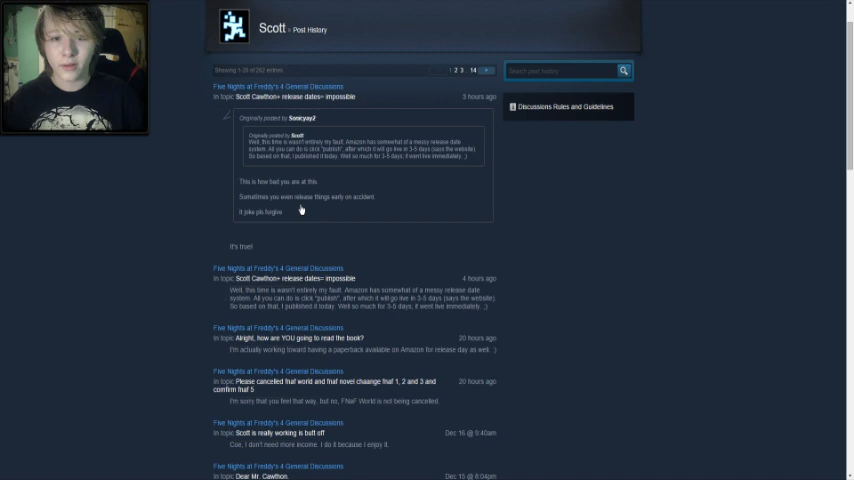 Scott » Post History
Showing 1-20 of 262 entries
1 2 3 ... 14 >
Search post history
Five Nights at Freddy's 4 General Discussions
In topic Scott Cawthon+ release dates= impossible
3 hours ago
Originally posted by Sonicyay2
Originally posted by Scott
Well, this time is wasn't entirely my fault. Amazon has somewhat of a messy release date
system. All you can do is click "publish", after which it will go live in 3-5 days (says the website).
So based on that, I published it today. Well so much for 3-5 days; it went live immediately. ;)
This is how bad you are at this
Sometimes you even release things early on accident.
It joke pls forgive
It's true!
Discussions Rules and Guidelines
Five Nights at Freddy's 4 General Discussions
In topic Scott Cawthon+ release dates= impossible
4 hours ago
Well, this time is wasn't entirely my fault. Amazon has somewhat of a messy release date
system. All you can do is click "publish", after which it will go live in 3-5 days (says the website).
So based on that, I published it today. Well so much for 3-5 days; it went live immediately. ;)
Five Nights at Freddy's 4 General Discussions
In topic Alright, how are YOU going to read the book?
20 hours ago
I'm actually working toward having a paperback available on Amazon for release day as well :)
Five Nights at Freddy's 4 General Discussions
In topic Please cancelled fnaf world and fnaf novel chaange fnaf 1, 2 and 3 and
comfirm fnaf 5
20 hours ago
I'm sorry that you feel that way, but no, FNaF World is not being cancelled.
Five Nights at Freddy's 4 General Discussions
In topic Scott is really working is butt off
Dec 16 @ 9:40am
Coe, I don't need more income. I do it because I enjoy it.
Five Nights at Freddy's 4 General Discussions
In topic Dear Mr. Cawthon.
Dec 15 @ 8:04pm